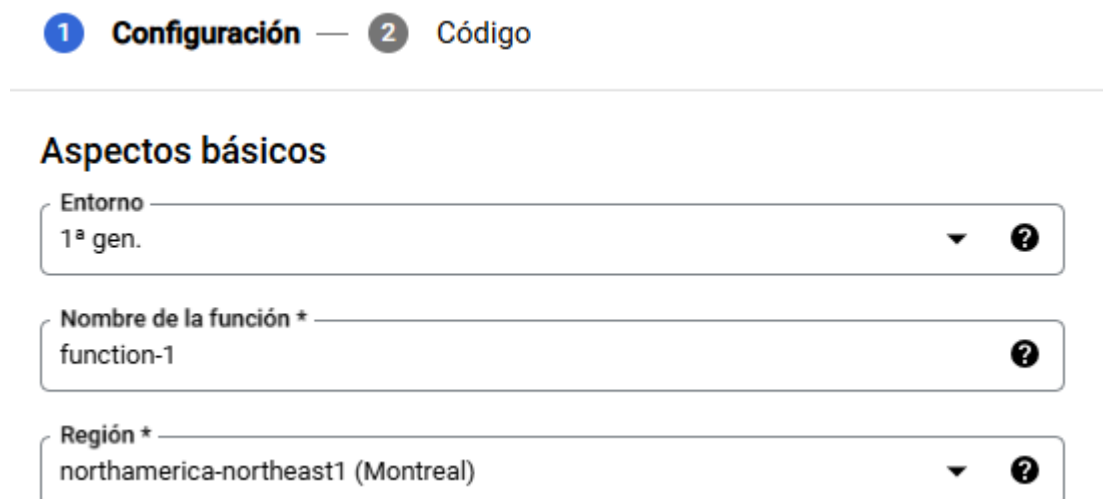 1 Configuración — 2 Código
Aspectos básicos
Entorno
1ª gen.
Nombre de la función *
function-1
Región *
northamerica-northeast1 (Montreal)